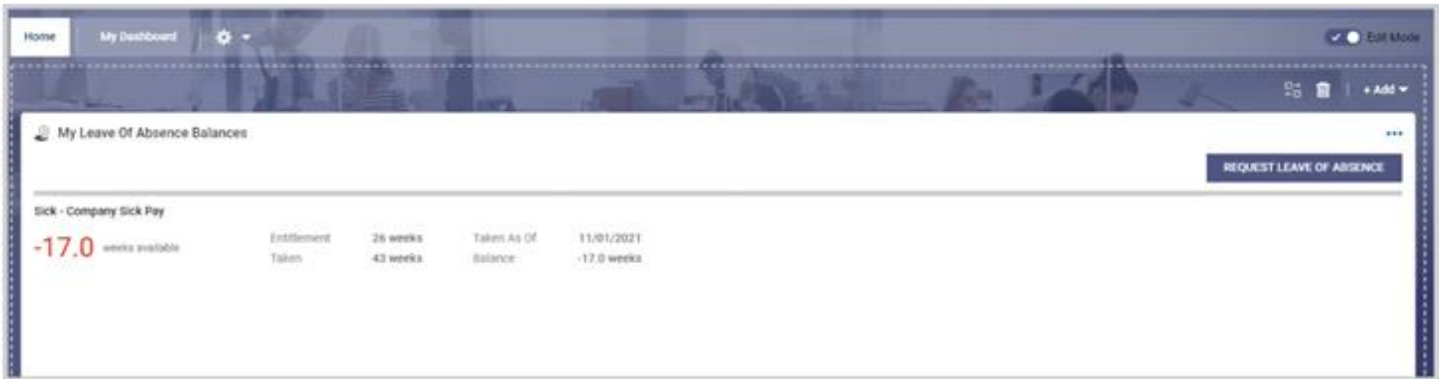 Home My Dashboard Edit Mode
+ Add
My Leave Of Absence Balances
REQUEST LEAVE OF ABSENCE
Sick - Company Sick Pay
-17.0 weeks available
Entitlement 26 weeks Taken As Of 11/01/2021
Taken 43 weeks Balance -17.0 weeks